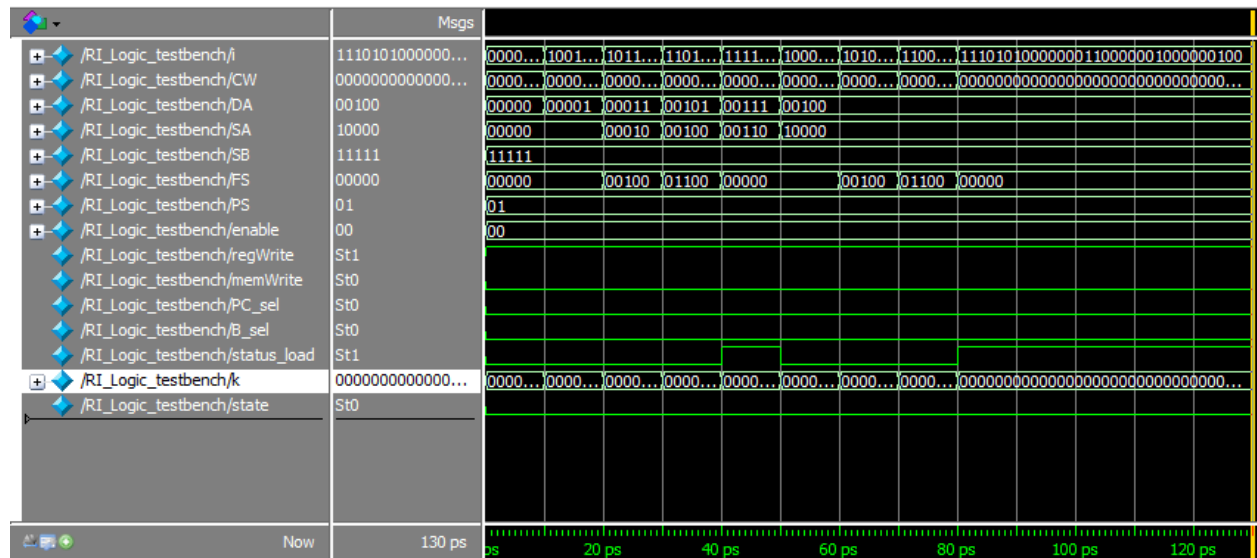 Msgs
/RI_Logic_testbench/i 1110101000000... 0000... 1001... 1011... 1101... 1111... 1000... 1010... 1100... 11101010000000110000001000000100
/RI_Logic_testbench/CW 0000000000000... 0000... 0000... 0000... 0000... 0000... 0000... 0000... 0000... 000000000000000000000000000...
/RI_Logic_testbench/DA 00100 00000 00001 00011 00101 00111 00100
/RI_Logic_testbench/SA 10000 00000 00010 00100 00110 10000
/RI_Logic_testbench/SB 11111 11111
/RI_Logic_testbench/FS 00000 00000 00100 01100 00000 00100 01100 00000
/RI_Logic_testbench/PS 01 01
/RI_Logic_testbench/enable 00 00
/RI_Logic_testbench/regWrite St1
/RI_Logic_testbench/memWrite St0
/RI_Logic_testbench/PC_sel St0
/RI_Logic_testbench/B_sel St0
/RI_Logic_testbench/status_load St1
/RI_Logic_testbench/k 0000000000000... 0000... 0000... 0000... 0000... 0000... 0000... 0000... 0000... 000000000000000000000000000...
/RI_Logic_testbench/state St0
Now 130 ps ps 20 ps 40 ps 60 ps 80 ps 100 ps 120 ps